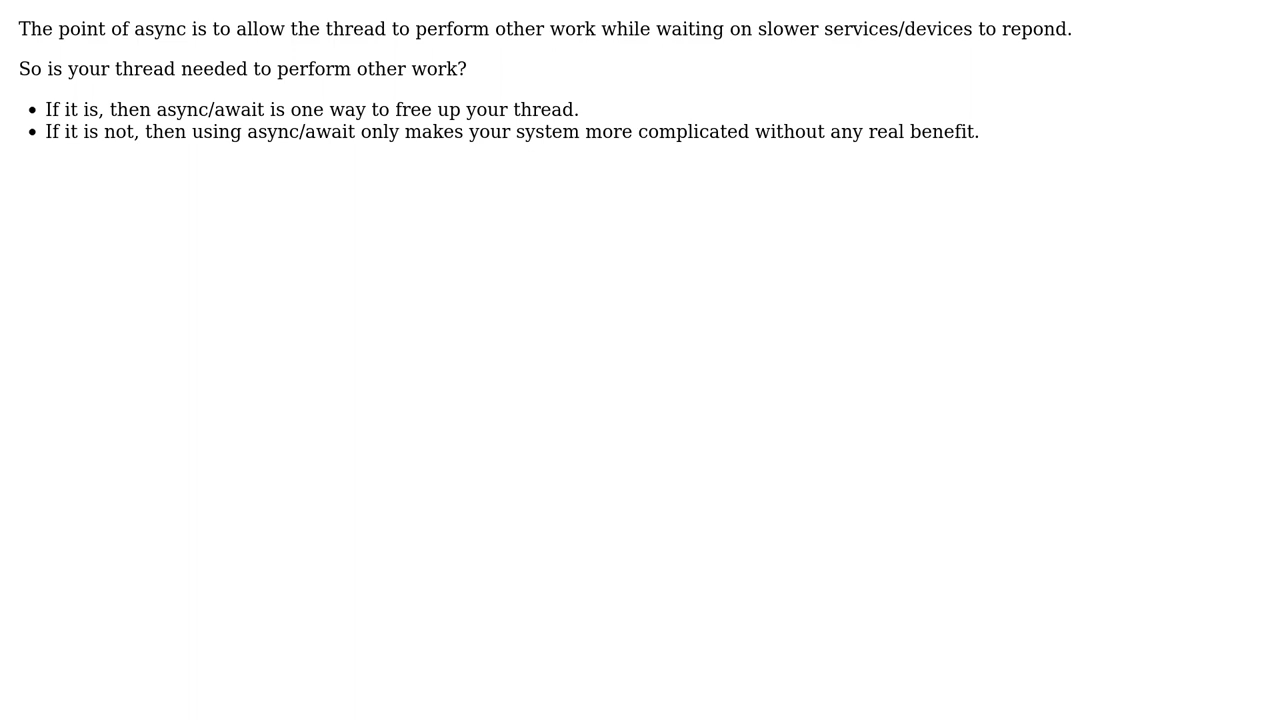 The point of async is to allow the thread to perform other work while waiting on slower services/devices to repond.
So is your thread needed to perform other work?
• If it is, then async/await is one way to free up your thread.
• If it is not, then using async/await only makes your system more complicated without any real benefit.